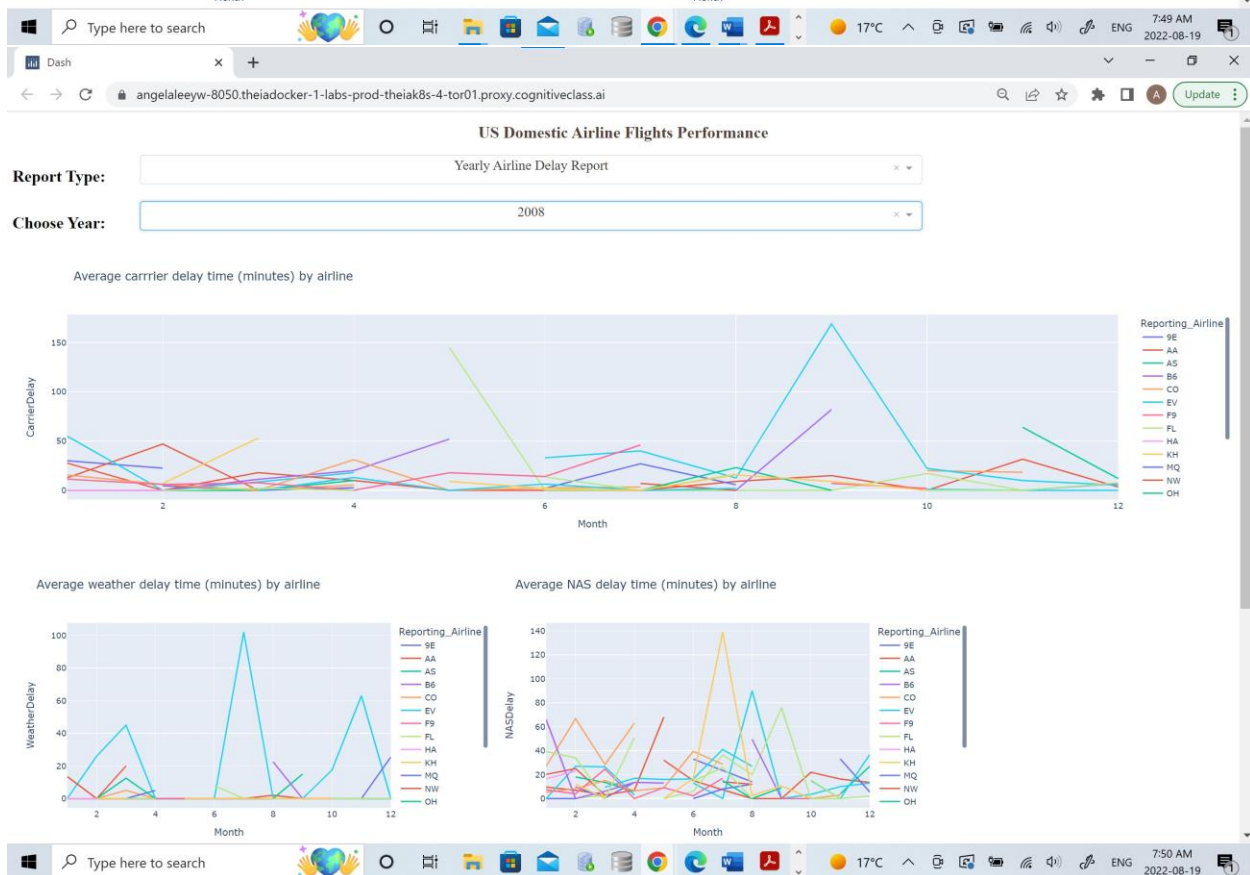 Month Month
Type here to search 17°C ENG 7:49 AM
2022-08-19
Dash
angelaleeyw-8050.theiadocker-1-labs-prod-theiak8s-4-tor01.proxy.cognitiveclass.ai A Update
US Domestic Airline Flights Performance
Report Type: Yearly Airline Delay Report
Choose Year: 2008
Average carrrier delay time (minutes) by airline
Reporting_Airline
9E
AA
AS
B6
CO
EV
F9
FL
HA
KH
MQ
NW
OH
CarrierDelay
150
100
50
0
2 4 6 8 10 12
Month
Average weather delay time (minutes) by airline
WeatherDelay
100
80
60
40
20
0
2 4 6 8 10 12
Month
Reporting_Airline
9E
AA
AS
B6
CO
EV
F9
FL
HA
KH
MQ
NW
OH
Average NAS delay time (minutes) by airline
NASDelay
140
120
100
80
60
40
20
0
2 4 6 8 10 12
Month
Reporting_Airline
9E
AA
AS
B6
CO
EV
F9
FL
HA
KH
MQ
NW
OH
Type here to search 17°C ENG 7:50 AM
2022-08-19